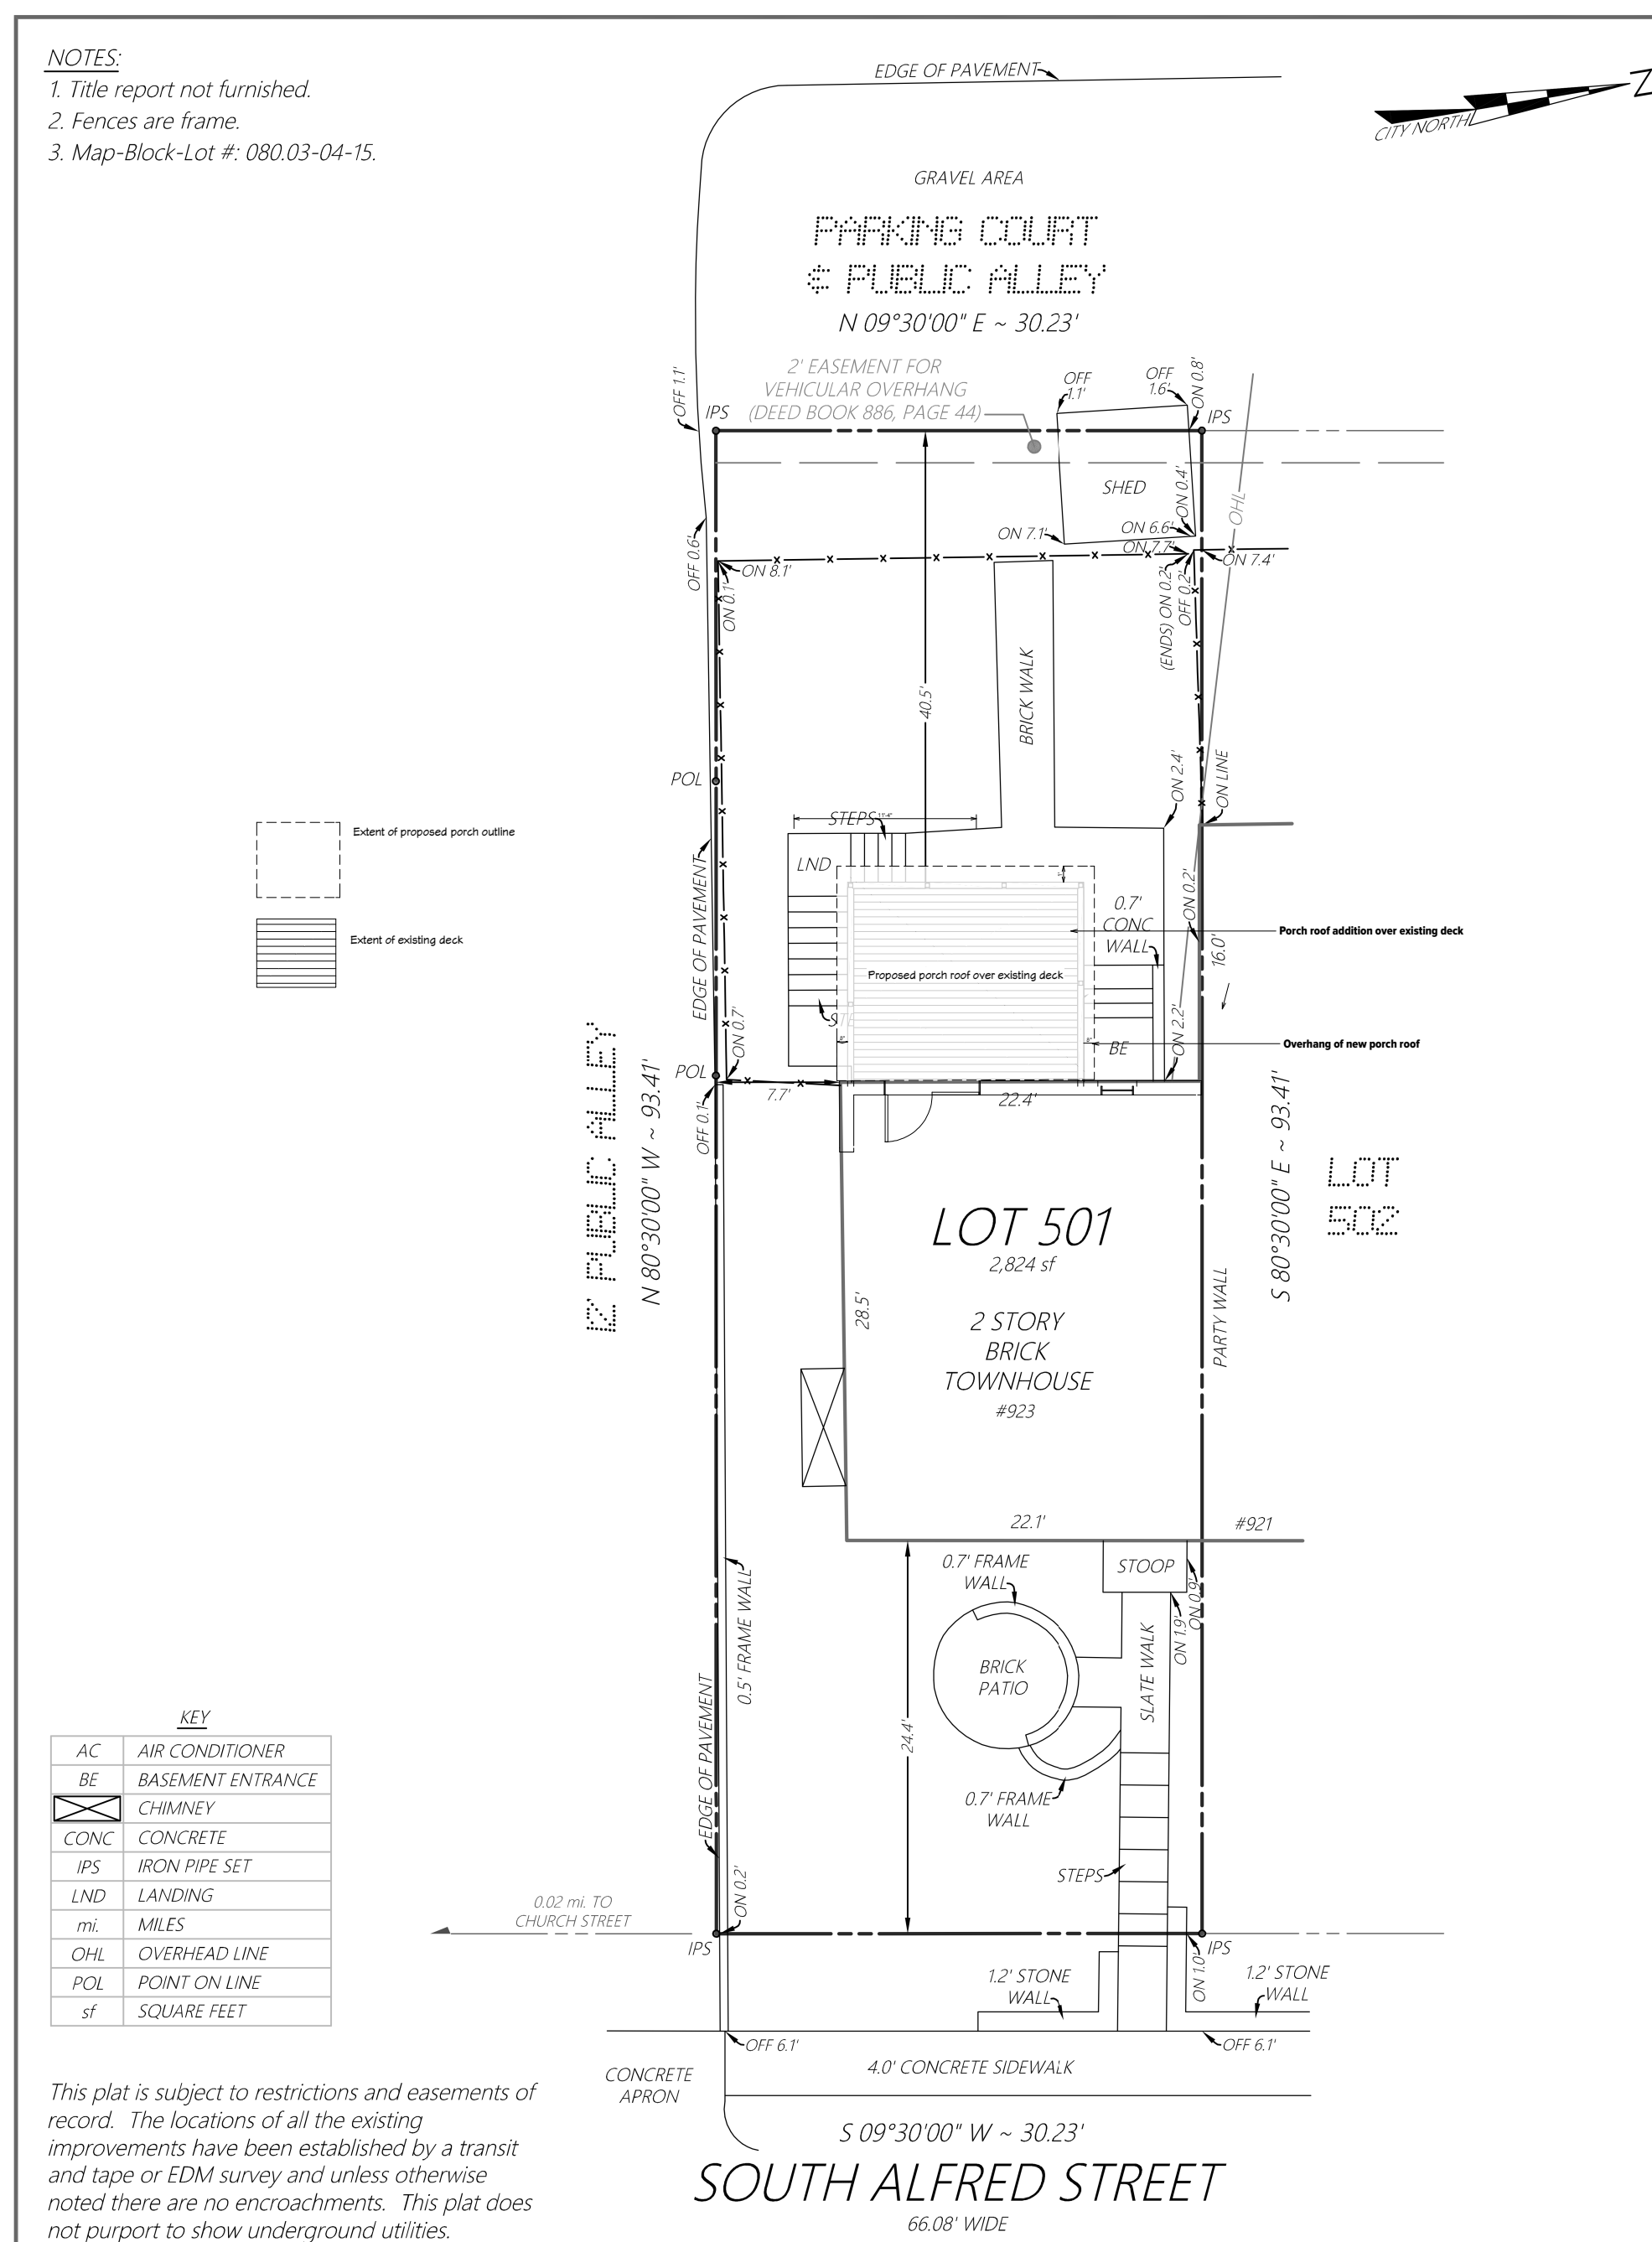 NOTES:
1. Title report not furnished.
2. Fences are frame.
3. Map-Block-Lot #: 080.03-04-15.
EDGE OF PAVEMENT
CITY NORTH
GRAVEL AREA
PARKING COURT
& PUBLIC ALLEY
N 09°30'00" E ~ 30.23'
2' EASEMENT FOR
VEHICULAR OVERHANG
(DEED BOOK 886, PAGE 44)
OFF 1.1'
IPS
OFF
1.1'
OFF
1.6'
ON 0.8'
IPS
SHED
ON 0.4'
OHL
ON 7.1'
ON 6.6'
ON 7.7'
ON 7.4'
OFF 0.6'
ON 8.1'
ON 0.1'
(ENDS) ON 0.2'
OFF 0.2'
40.5'
BRICK WALK
POL
ON 2.4'
ON LINE
STEPS
11'-4"
LND
EDGE OF PAVEMENT
Extent of proposed porch outline
Extent of existing deck
0.7'
CONC
WALL
ON 0.2'
16.0'
Porch roof addition over existing deck
Proposed porch roof over existing deck
ON 0.7'
8"
BE
ON 2.2'
Overhang of new porch roof
POL
7.7'
22.4'
OFF 0.1'
12' PUBLIC ALLEY
N 80°30'00" W ~ 93.41'
S 80°30'00" E ~ 93.41'
LOT
502
LOT 501
2,824 sf
28.5'
2 STORY
BRICK
TOWNHOUSE
#923
PARTY WALL
22.1'
#921
0.7' FRAME
WALL
STOOP
ON 0.9'
ON 1.9'
0.5' FRAME WALL
BRICK
PATIO
SLATE WALK
24.4'
EDGE OF PAVEMENT
0.7' FRAME
WALL
STEPS
KEY
AC AIR CONDITIONER
BE BASEMENT ENTRANCE
CHIMNEY
CONC CONCRETE
IPS IRON PIPE SET
LND LANDING
mi. MILES
OHL OVERHEAD LINE
POL POINT ON LINE
sf SQUARE FEET
0.02 mi. TO
CHURCH STREET
ON 0.2'
IPS
IPS
ON 1.0'
1.2' STONE
WALL
1.2' STONE
WALL
OFF 6.1'
OFF 6.1'
CONCRETE
APRON
4.0' CONCRETE SIDEWALK
S 09°30'00" W ~ 30.23'
SOUTH ALFRED STREET
66.08' WIDE
This plat is subject to restrictions and easements of
record. The locations of all the existing
improvements have been established by a transit
and tape or EDM survey and unless otherwise
noted there are no encroachments. This plat does
not purport to show underground utilities.